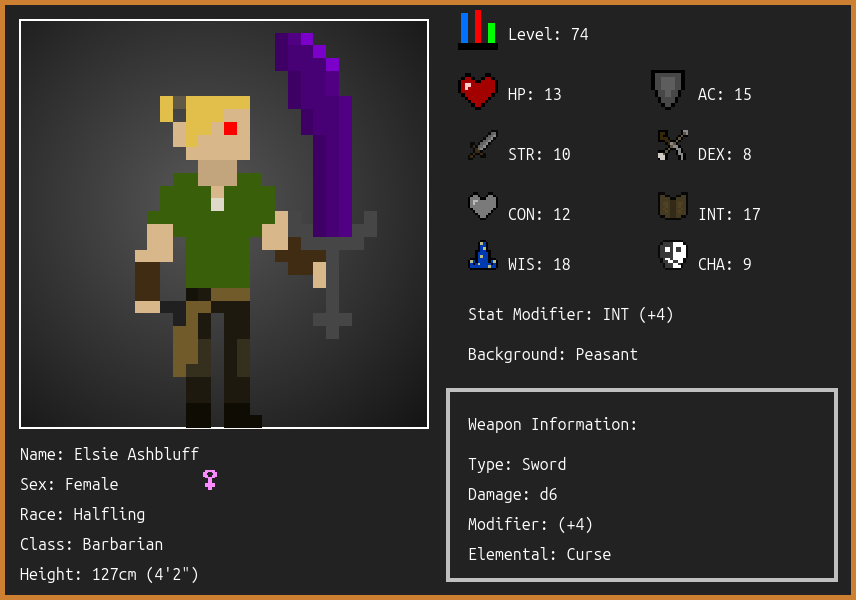 Level: 74
HP: 13 AC: 15
STR: 10 DEX: 8
CON: 12 INT: 17
WIS: 18 CHA: 9
Stat Modifier: INT (+4)
Background: Peasant
Weapon Information:
Type: Sword
Damage: d6
Modifier: (+4)
Elemental: Curse
Name: Elsie Ashbluff
Sex: Female
Race: Halfling
Class: Barbarian
Height: 127cm (4'2")